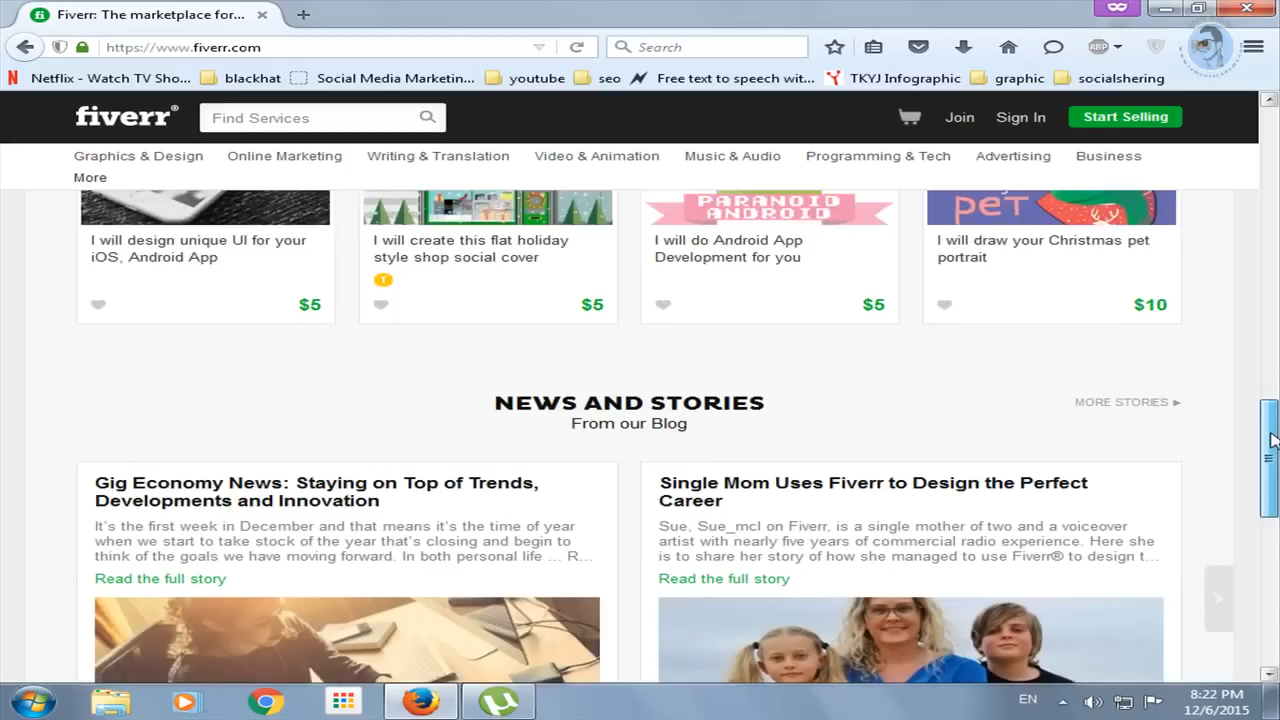 Fiverr: The marketplace for...
https://www.fiverr.com
Search
ABP
Netflix - Watch TV Sho...
blackhat
Social Media Marketin...
youtube
seo
Free text to speech wit...
TKYJ Infographic
graphic
socialshering
fiverr®
Find Services
Join
Sign In
Start Selling
Graphics & Design
Online Marketing
Writing & Translation
Video & Animation
Music & Audio
Programming & Tech
Advertising
Business
More
PARANOID
ANDROID
pet
I will design unique UI for your
iOS, Android App
$5
I will create this flat holiday
style shop social cover
T
$5
I will do Android App
Development for you
$5
I will draw your Christmas pet
portrait
$10
NEWS AND STORIES
From our Blog
MORE STORIES ▸
Gig Economy News: Staying on Top of Trends,
Developments and Innovation
It's the first week in December and that means it's the time of year
when we start to take stock of the year that's closing and begin to
think of the goals we have moving forward. In both personal life ... R...
Read the full story
Single Mom Uses Fiverr to Design the Perfect
Career
Sue, Sue_mcl on Fiverr, is a single mother of two and a voiceover
artist with nearly five years of commercial radio experience. Here she
is to share her story of how she managed to use Fiverr® to design t...
Read the full story
EN
8:22 PM
12/6/2015